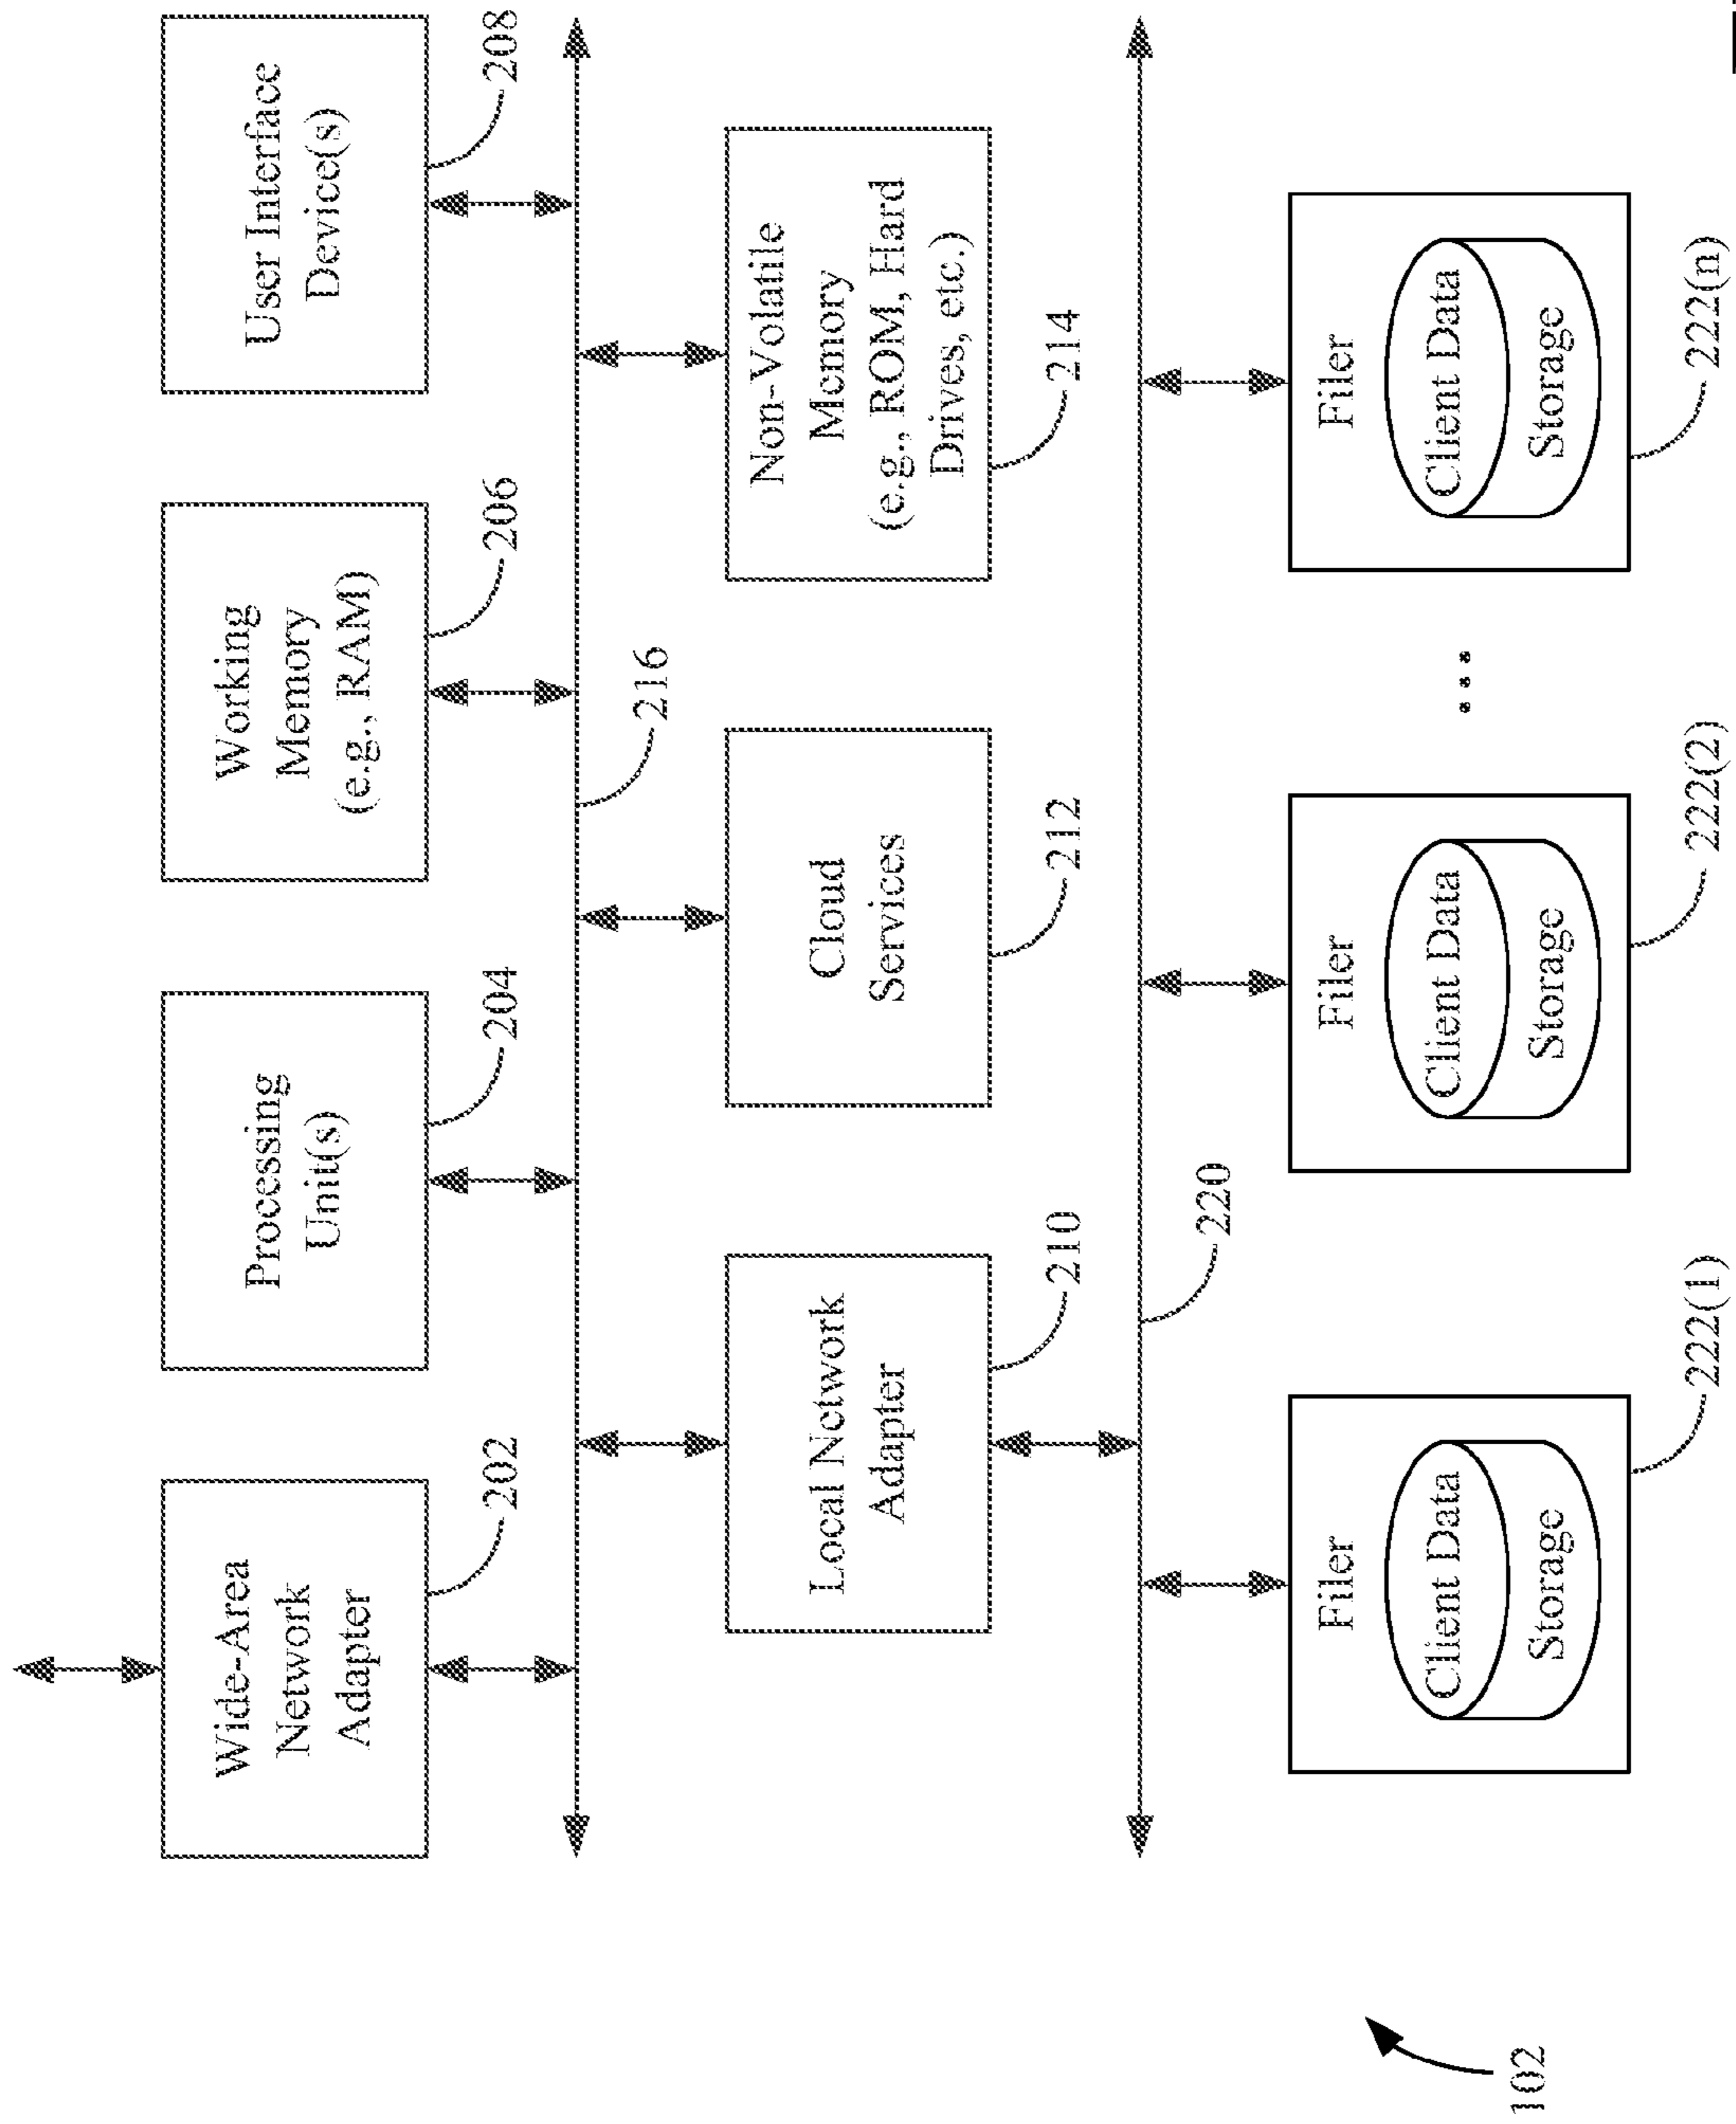 Wide-Area
Network
Adapter
202
Processing
Unit(s)
204
Working
Memory
(e.g., RAM)
206
User Interface
Device(s)
208
216
Local Network
Adapter
210
Cloud
Services
212
Non-Volatile
Memory
(e.g., ROM, Hard
Drives, etc.)
214
220
Filer
Client Data
Storage
222(1)
Filer
Client Data
Storage
222(2)
...
Filer
Client Data
Storage
222(n)
102